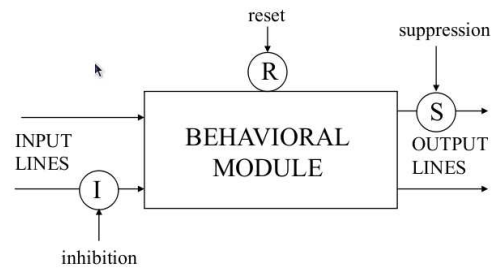 reset
suppression
R
S
INPUT
LINES
BEHAVIORAL
MODULE
OUTPUT
LINES
I
inhibition